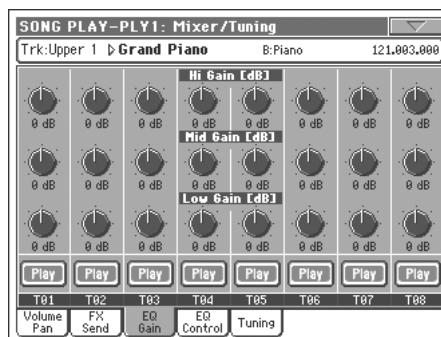 SONG PLAY-PLY1: Mixer/Tuning
Trk:Upper 1 ▷Grand Piano B:Piano 121.003.000
Hi Gain [dB]
0 dB 0 dB 0 dB 0 dB 0 dB 0 dB 0 dB 0 dB
Mid Gain [dB]
0 dB 0 dB 0 dB 0 dB 0 dB 0 dB 0 dB 0 dB
Low Gain [dB]
0 dB 0 dB 0 dB 0 dB 0 dB 0 dB 0 dB 0 dB
Play Play Play Play Play Play Play Play
T01 T02 T03 T04 T05 T06 T07 T08
Volume Pan FX Send EQ Gain EQ Control Tuning